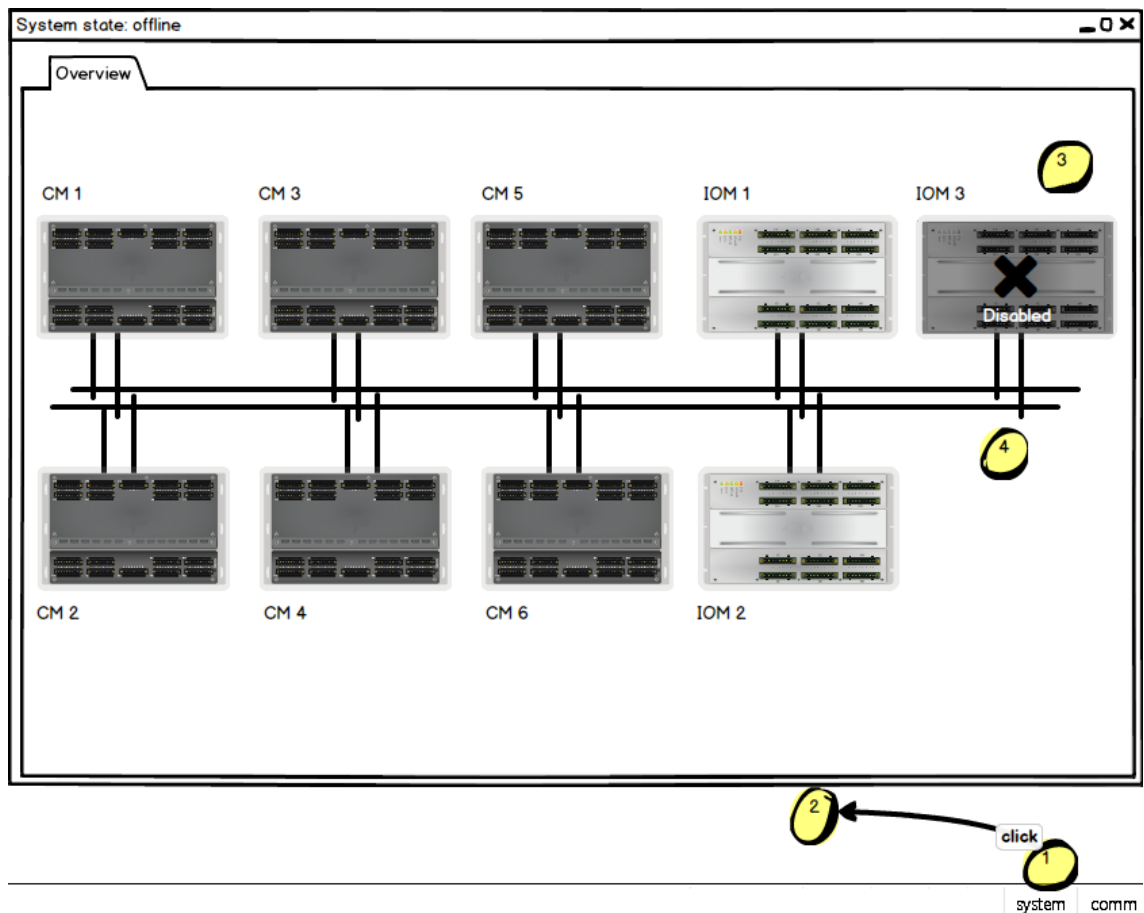 System state: offline
Overview
3
CM 1
CM 3
CM 5
IOM 1
IOM 3
Disabled
4
CM 2
CM 4
CM 6
IOM 2
2
click
1
system
comm